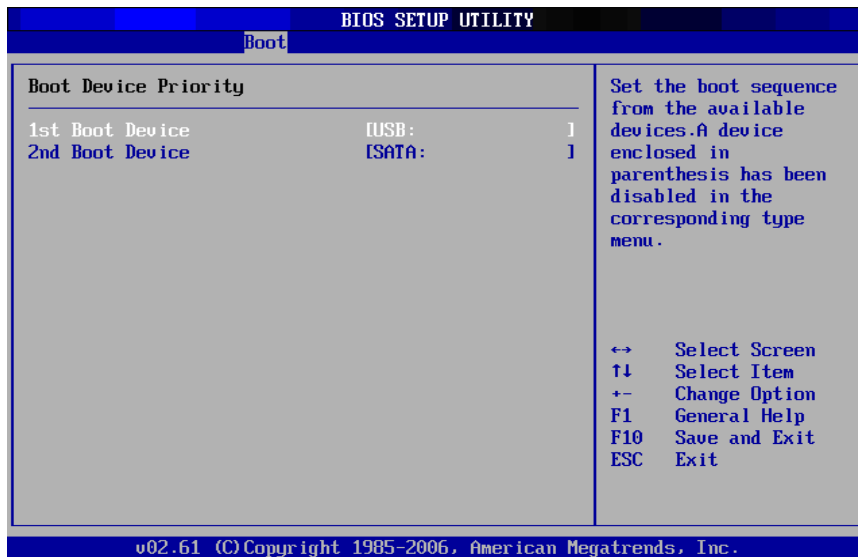 BIOS SETUP UTILITY
Boot
Boot Device Priority
1st Boot Device [USB: ]
2nd Boot Device [SATA: ]
Set the boot sequence
from the available
devices.A device
enclosed in
parenthesis has been
disabled in the
corresponding type
menu.
←→ Select Screen
↑↓ Select Item
+- Change Option
F1 General Help
F10 Save and Exit
ESC Exit
v02.61 (C)Copyright 1985-2006, American Megatrends, Inc.